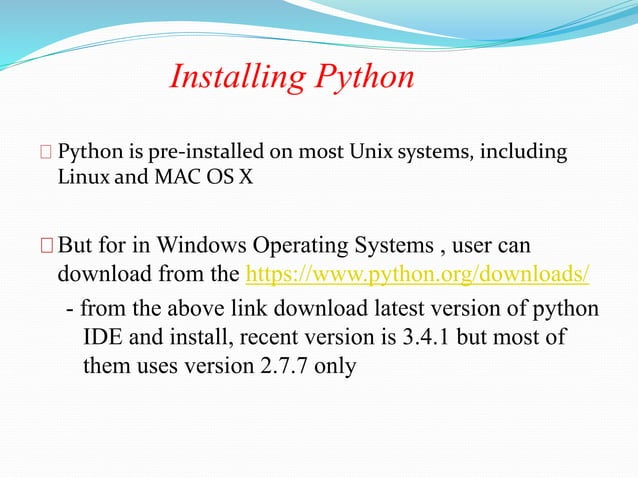 Installing Python
Python is pre-installed on most Unix systems, including
Linux and MAC OS X
But for in Windows Operating Systems , user can
download from the https://www.python.org/downloads/
- from the above link download latest version of python
IDE and install, recent version is 3.4.1 but most of
them uses version 2.7.7 only